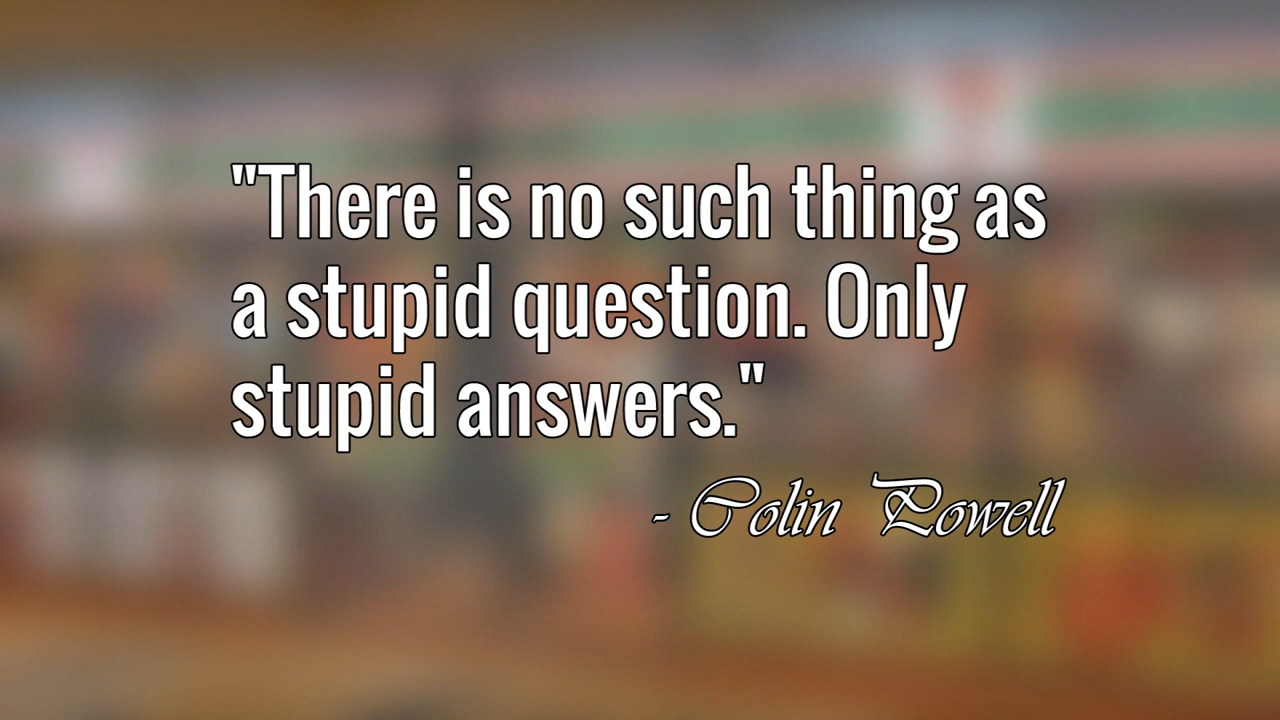 "There is no such thing as
a stupid question. Only
stupid answers."
- Colin Powell